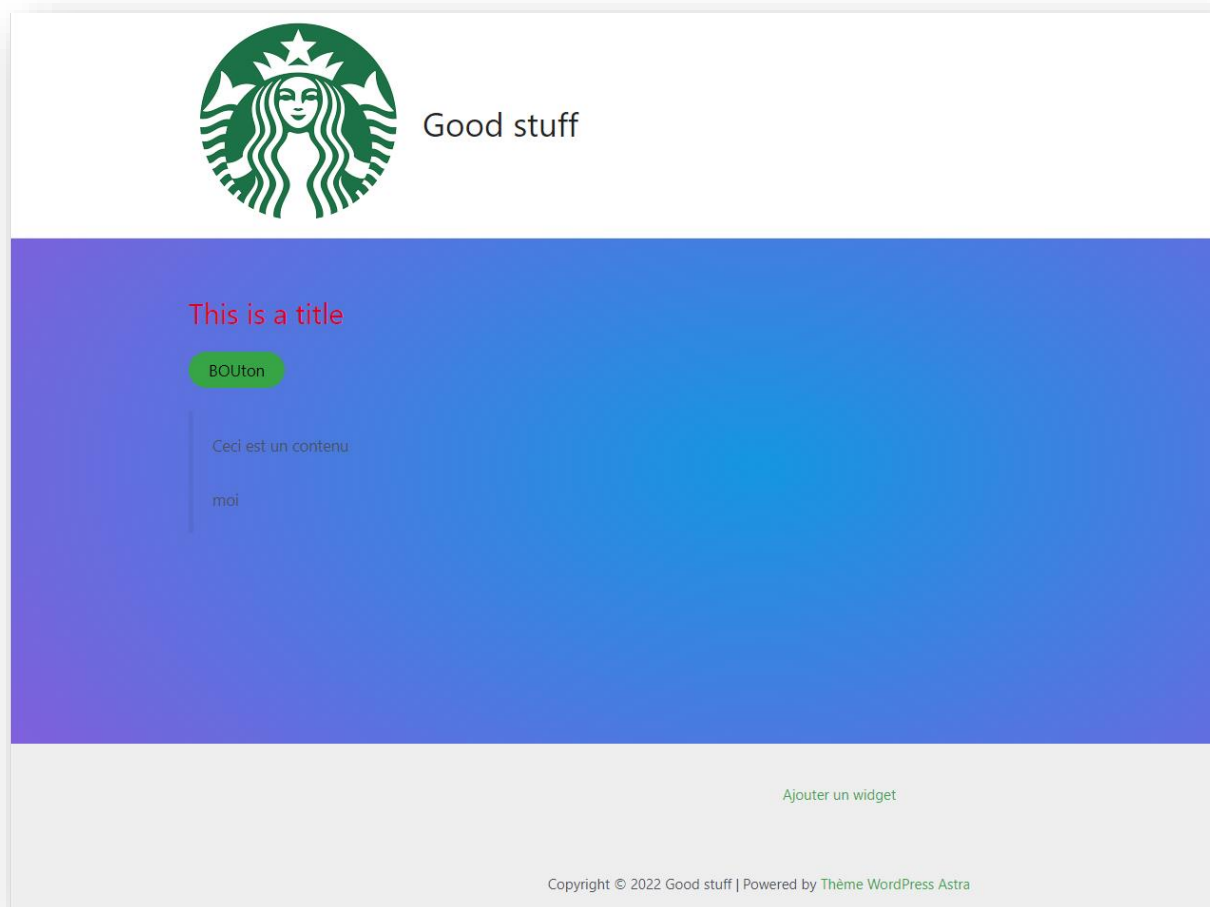 Good stuff
This is a title
BOUton
Ceci est un contenu
moi
Ajouter un widget
Copyright © 2022 Good stuff | Powered by Thème WordPress Astra